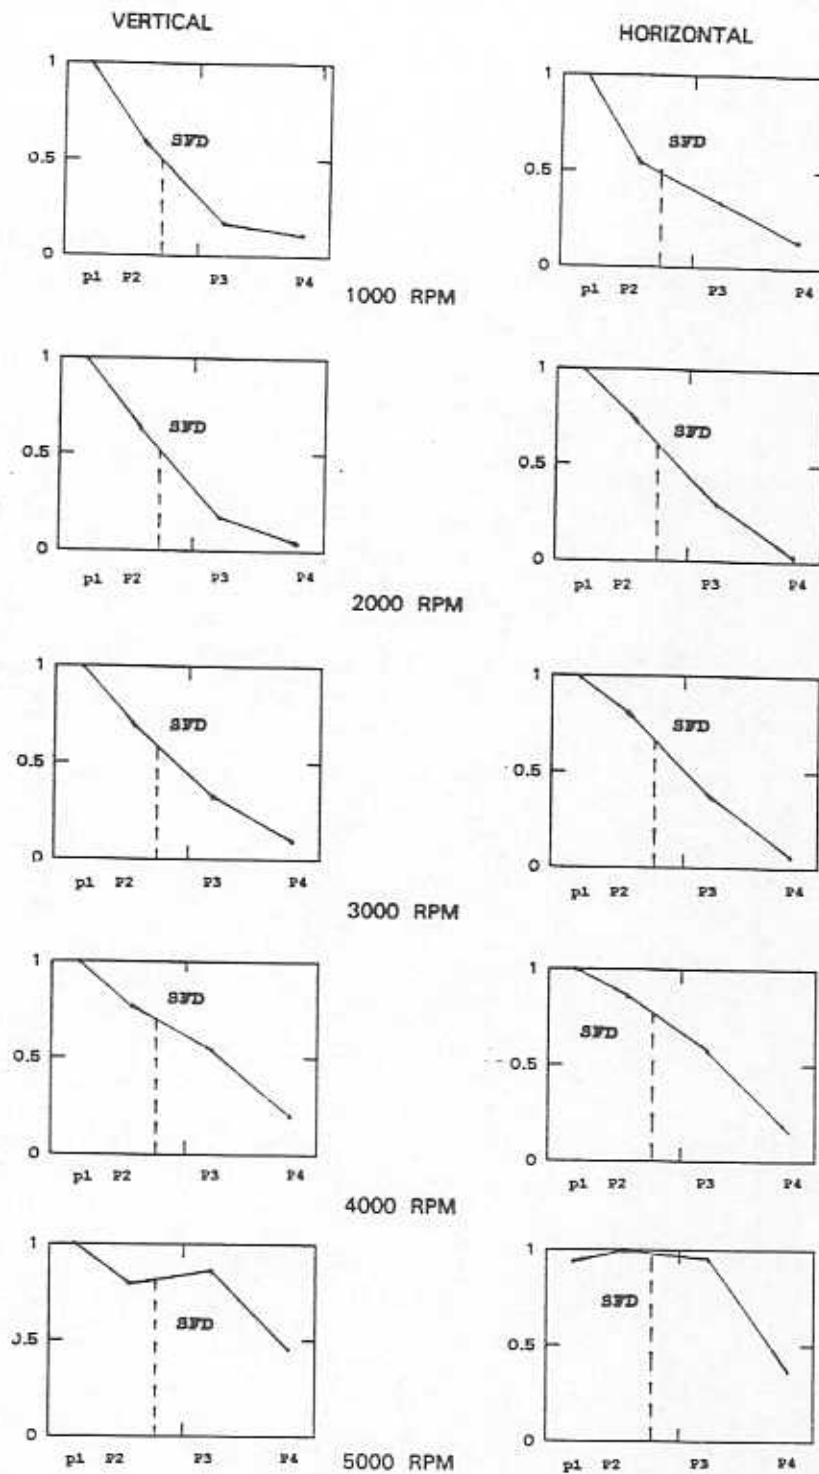 VERTICAL HORIZONTAL
1 1
SFD SFD
0.5 0.5
0 0
p1 P2 P3 P4 p1 P2 P3 P4
1000 RPM
1 1
SFD SFD
0.5 0.5
0 0
p1 P2 P3 P4 p1 P2 P3 P4
2000 RPM
1 1
SFD SFD
0.5 0.5
0 0
p1 P2 P3 P4 p1 P2 P3 P4
3000 RPM
1 1
SFD SFD
0.5 0.5
0 0
p1 P2 P3 P4 p1 P2 P3 P4
4000 RPM
1 1
SFD SFD
0.5 0.5
0 0
p1 P2 P3 P4 p1 P2 P3 P4
5000 RPM